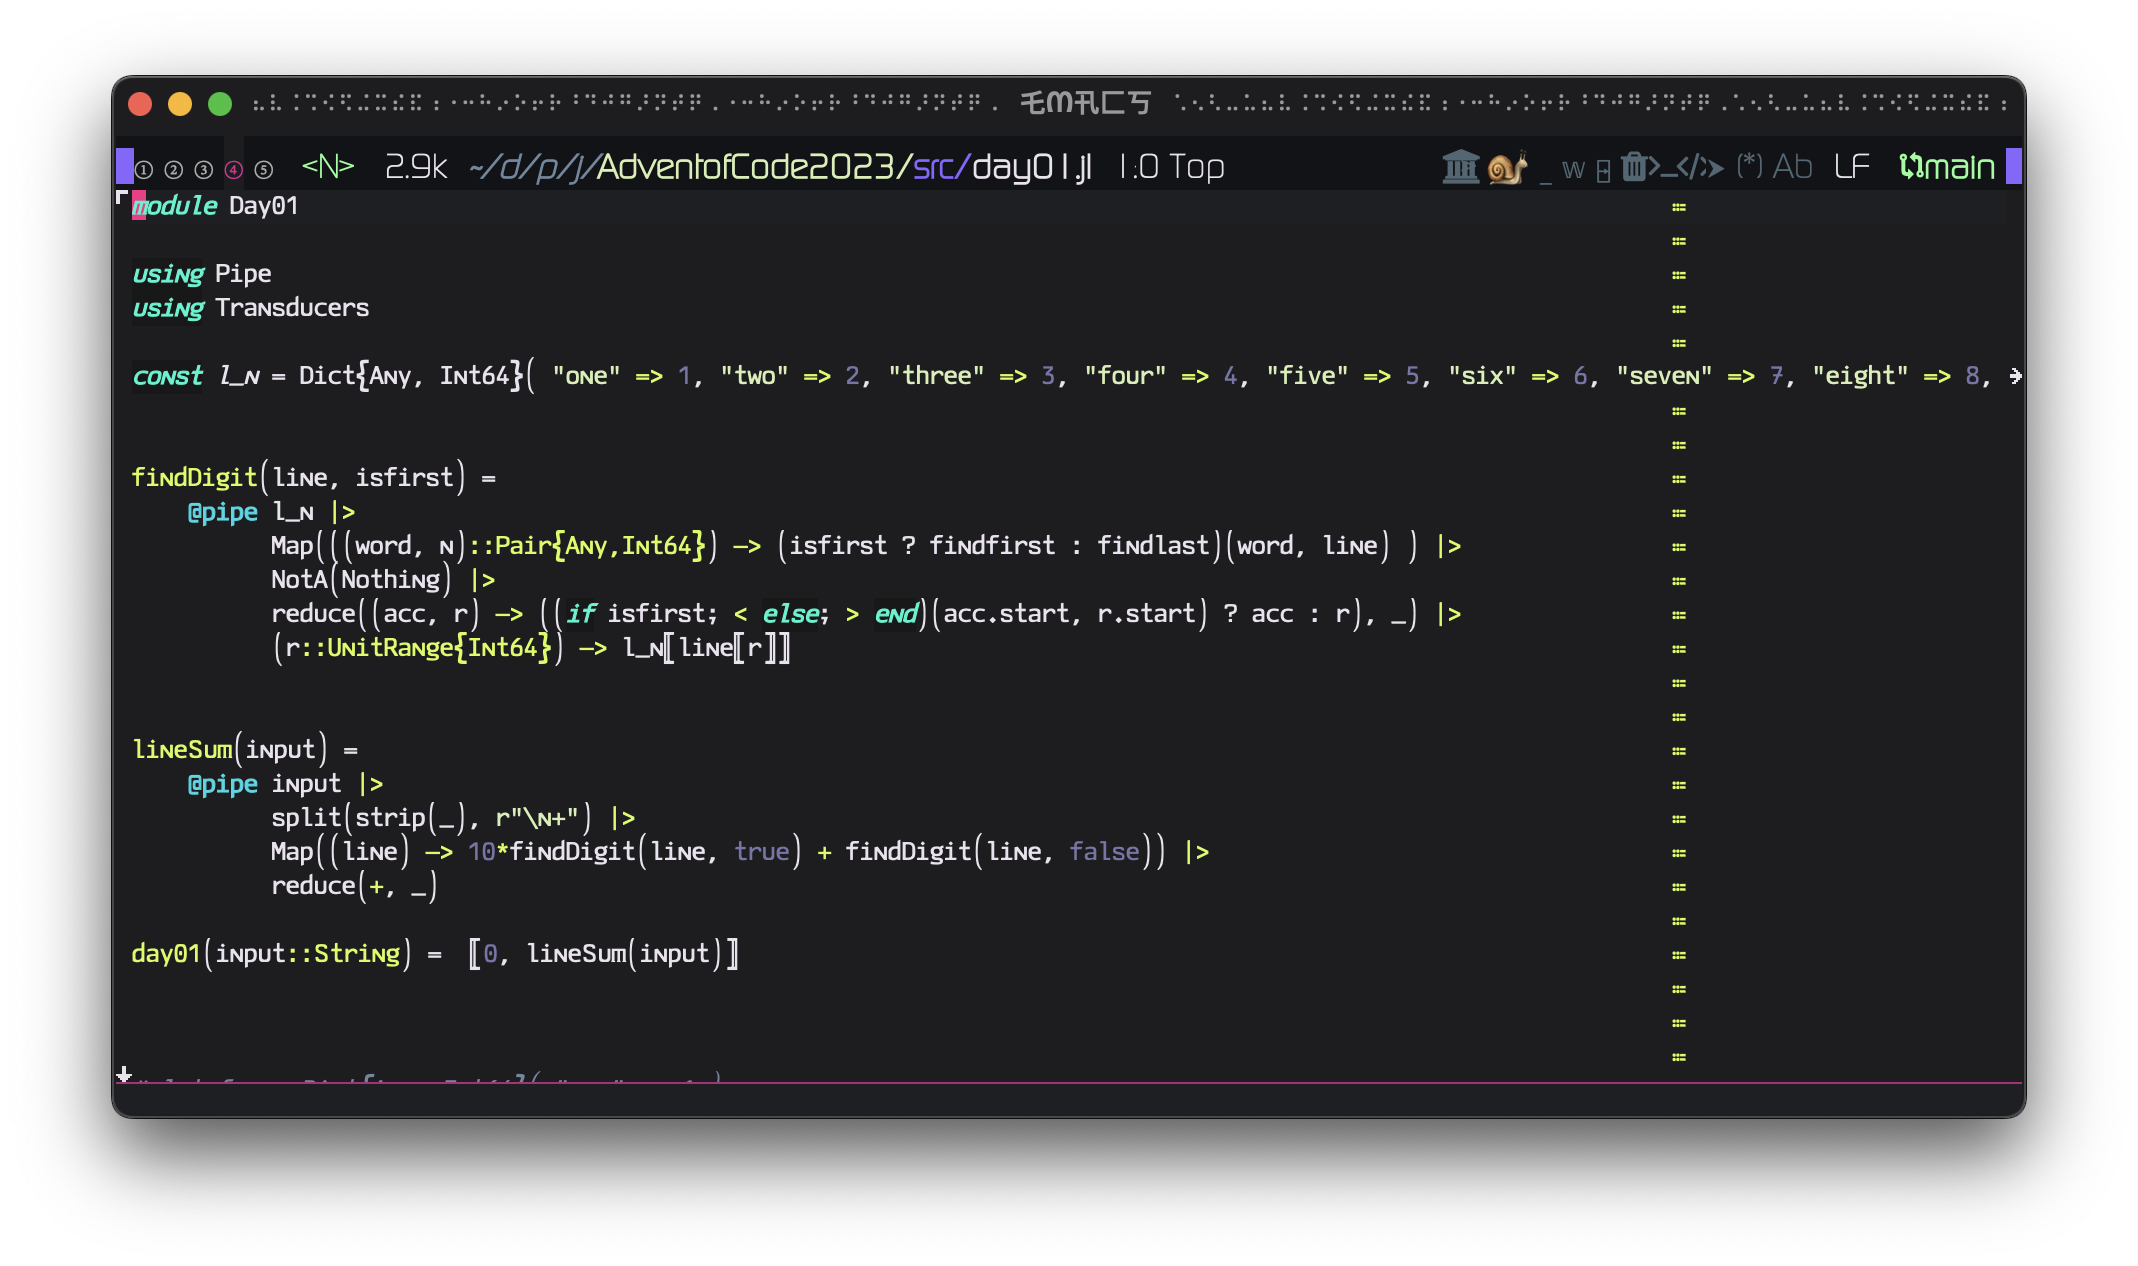 乇爪卂匚丂
① ② ③ ④ ⑤ <N> 2.9k ~/d/p/j/AdventofCode2023/src/day01.jl 1:0 Top (*) Ab LF main
module Day01
using Pipe
using Transducers
const l_n = Dict{Any, Int64}( "one" => 1, "two" => 2, "three" => 3, "four" => 4, "five" => 5, "six" => 6, "seven" => 7, "eight" => 8,
findDigit(line, isfirst) =
@pipe l_n |>
Map(((word, n)::Pair{Any,Int64}) -> (isfirst ? findfirst : findlast)(word, line) ) |>
NotA(Nothing) |>
reduce((acc, r) -> ((if isfirst; < else; > end)(acc.start, r.start) ? acc : r), _) |>
(r::UnitRange{Int64}) -> l_n[line[r]]
lineSum(input) =
@pipe input |>
split(strip(_), r"\n+") |>
Map((line) -> 10*findDigit(line, true) + findDigit(line, false)) |>
reduce(+, _)
day01(input::String) = [0, lineSum(input)]